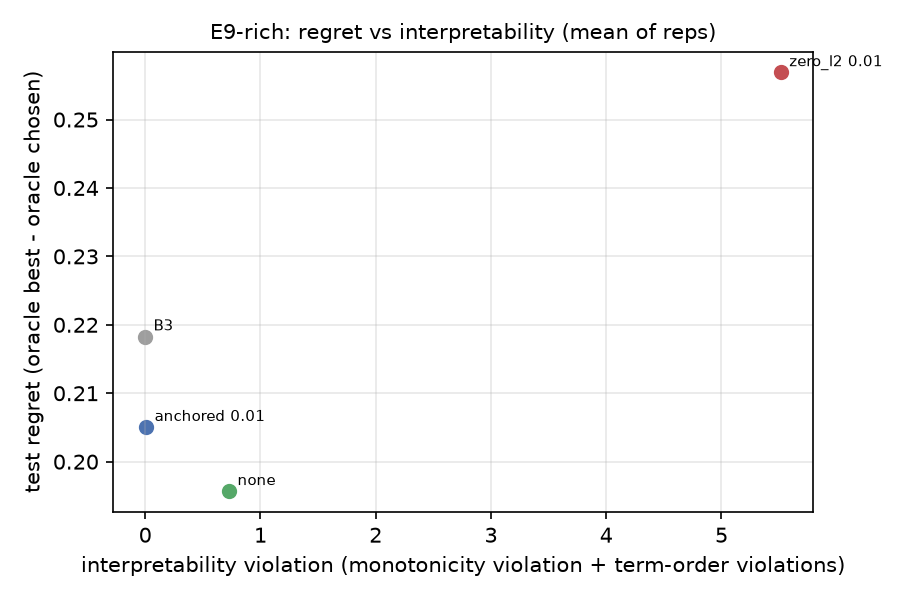 E9-rich: regret vs interpretability (mean of reps)
test regret (oracle best - oracle chosen)
0.25
0.24
0.23
0.22
0.21
0.20
zero_l2 0.01
B3
anchored 0.01
none
0 1 2 3 4 5
interpretability violation (monotonicity violation + term-order violations)